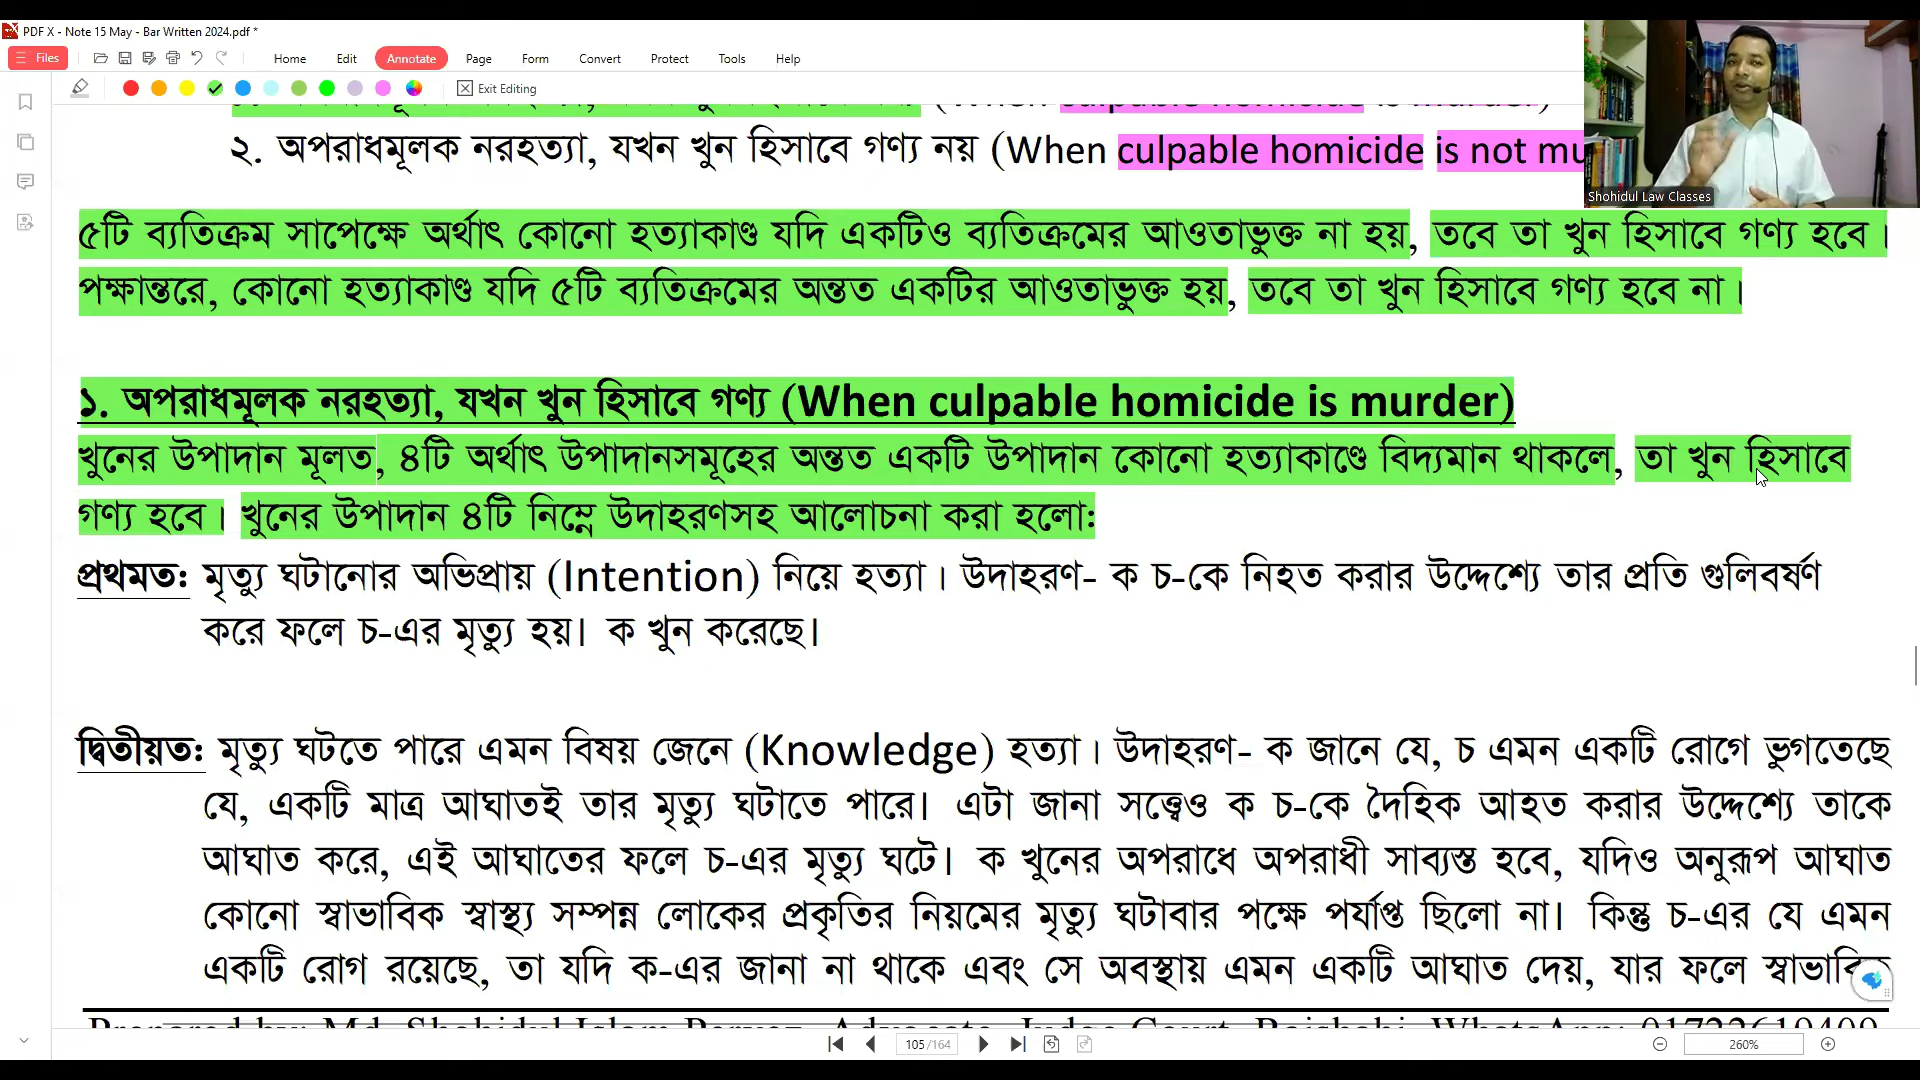 PDF X - Note 15 May - Bar Written 2024.pdf *
Files
Home Edit Annotate Page Form Convert Protect Tools Help
Exit Editing
২. অপরাধমূলক নরহত্যা, যখন খুন হিসাবে গণ্য নয় (When culpable homicide is not mu
Shohidul Law Classes
৫টি ব্যতিক্রম সাপেক্ষে অর্থাৎ কোনো হত্যাকাণ্ড যদি একটিও ব্যতিক্রমের আওতাভুক্ত না হয়, তবে তা খুন হিসাবে গণ্য হবে।
পক্ষান্তরে, কোনো হত্যাকাণ্ড যদি ৫টি ব্যতিক্রমের অন্তত একটির আওতাভুক্ত হয়, তবে তা খুন হিসাবে গণ্য হবে না।
১. অপরাধমূলক নরহত্যা, যখন খুন হিসাবে গণ্য (When culpable homicide is murder)
খুনের উপাদান মূলত, ৪টি অর্থাৎ উপাদানসমূহের অন্তত একটি উপাদান কোনো হত্যাকাণ্ডে বিদ্যমান থাকলে, তা খুন হিসাবে
গণ্য হবে। খুনের উপাদান ৪টি নিম্নে উদাহরণসহ আলোচনা করা হলো:
প্রথমত: মৃত্যু ঘটানোর অভিপ্রায় (Intention) নিয়ে হত্যা। উদাহরণ- ক চ-কে নিহত করার উদ্দেশ্যে তার প্রতি গুলিবর্ষণ
করে ফলে চ-এর মৃত্যু হয়। ক খুন করেছে।
দ্বিতীয়ত: মৃত্যু ঘটতে পারে এমন বিষয় জেনে (Knowledge) হত্যা। উদাহরণ- ক জানে যে, চ এমন একটি রোগে ভুগতেছে
যে, একটি মাত্র আঘাতই তার মৃত্যু ঘটাতে পারে। এটা জানা সত্ত্বেও ক চ-কে দৈহিক আহত করার উদ্দেশ্যে তাকে
আঘাত করে, এই আঘাতের ফলে চ-এর মৃত্যু ঘটে। ক খুনের অপরাধে অপরাধী সাব্যস্ত হবে, যদিও অনুরূপ আঘাত
কোনো স্বাভাবিক স্বাস্থ্য সম্পন্ন লোকের প্রকৃতির নিয়মের মৃত্যু ঘটাবার পক্ষে পর্যাপ্ত ছিলো না। কিন্তু চ-এর যে এমন
একটি রোগ রয়েছে, তা যদি ক-এর জানা না থাকে এবং সে অবস্থায় এমন একটি আঘাত দেয়, যার ফলে
105 /164
260%